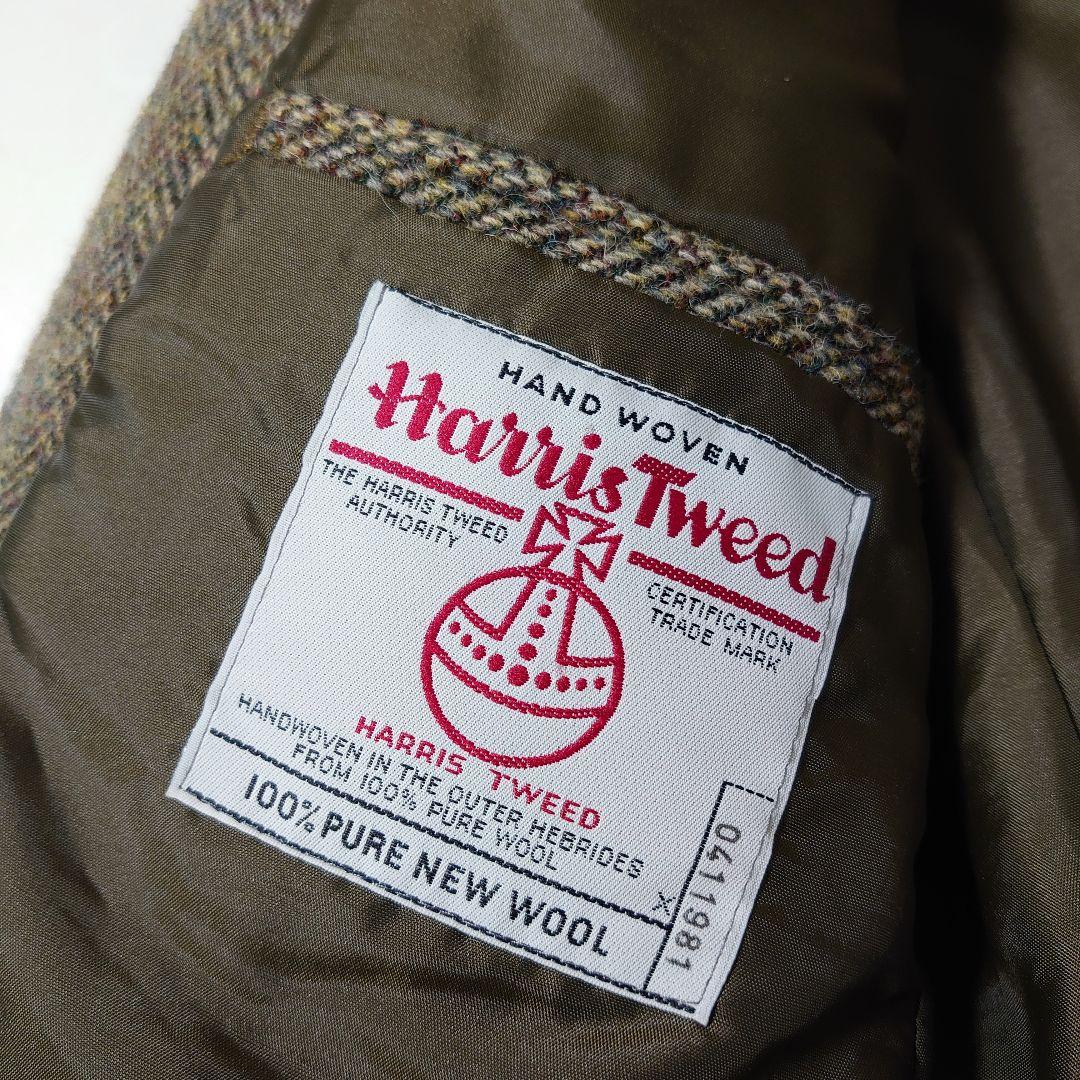 HAND WOVEN
Harris Tweed
THE HARRIS TWEED
AUTHORITY
CERTIFICATION
TRADE MARK
HARRIS TWEED
HANDWOVEN IN THE OUTER HEBRIDES
FROM 100% PURE WOOL
100% PURE NEW WOOL
X
0411981